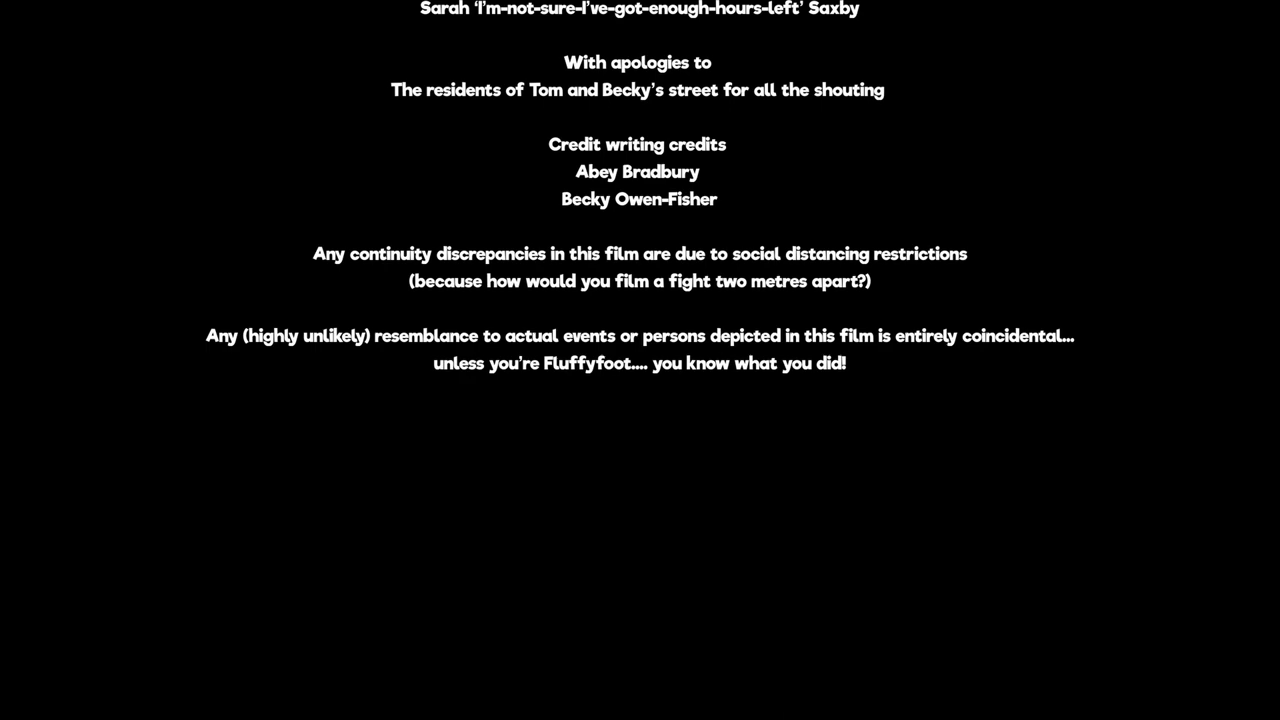 Sarah ‘I’m-not-sure-I’ve-got-enough-hours-left’ Saxby
With apologies to
The residents of Tom and Becky’s street for all the shouting
Credit writing credits
Abey Bradbury
Becky Owen-Fisher
Any continuity discrepancies in this film are due to social distancing restrictions
(because how would you film a fight two metres apart?)
Any (highly unlikely) resemblance to actual events or persons depicted in this film is entirely coincidental...
unless you’re Fluffyfoot.... you know what you did!